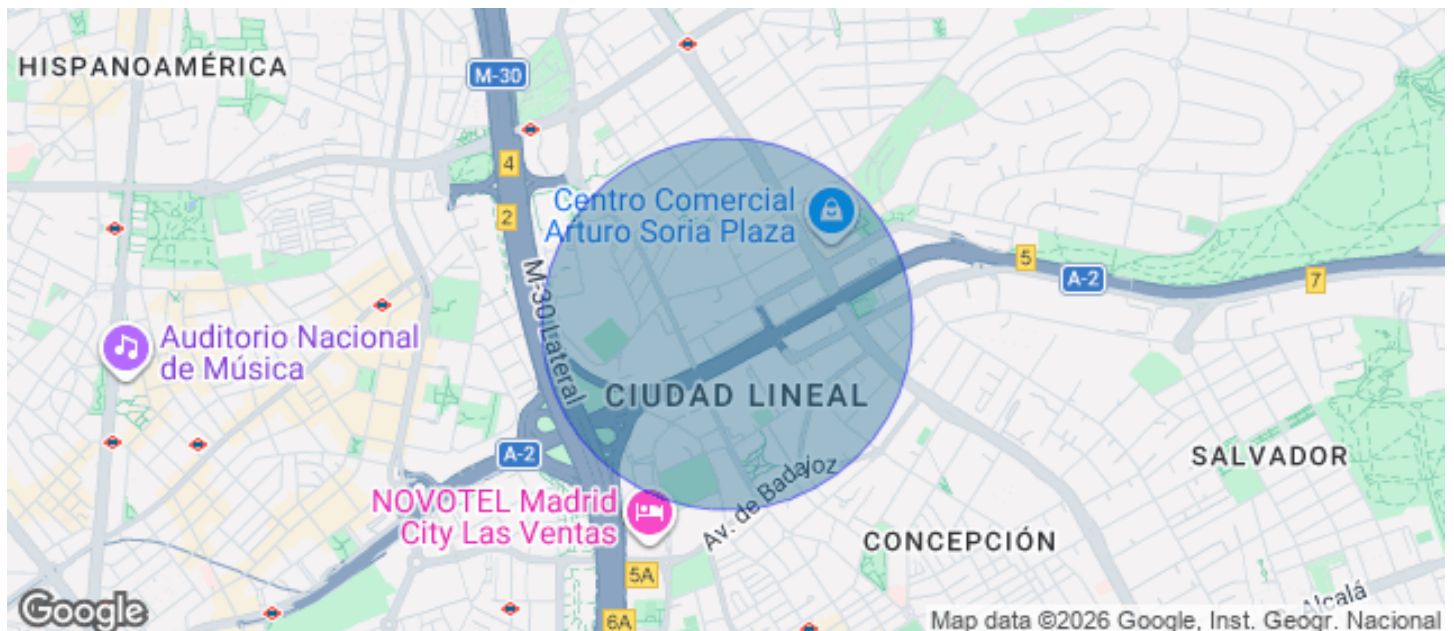 HISPANOAMÉRICA
M-30
4
2
Centro Comercial
Arturo Soria Plaza
5
A-2
7
M-30 Lateral
Auditorio Nacional
de Música
CIUDAD LINEAL
A-2
SALVADOR
Av. de Badajoz
NOVOTEL Madrid
City Las Ventas
CONCEPCIÓN
5A
6A
Alcalá
Google
Map data ©2026 Google, Inst. Geogr. Nacional